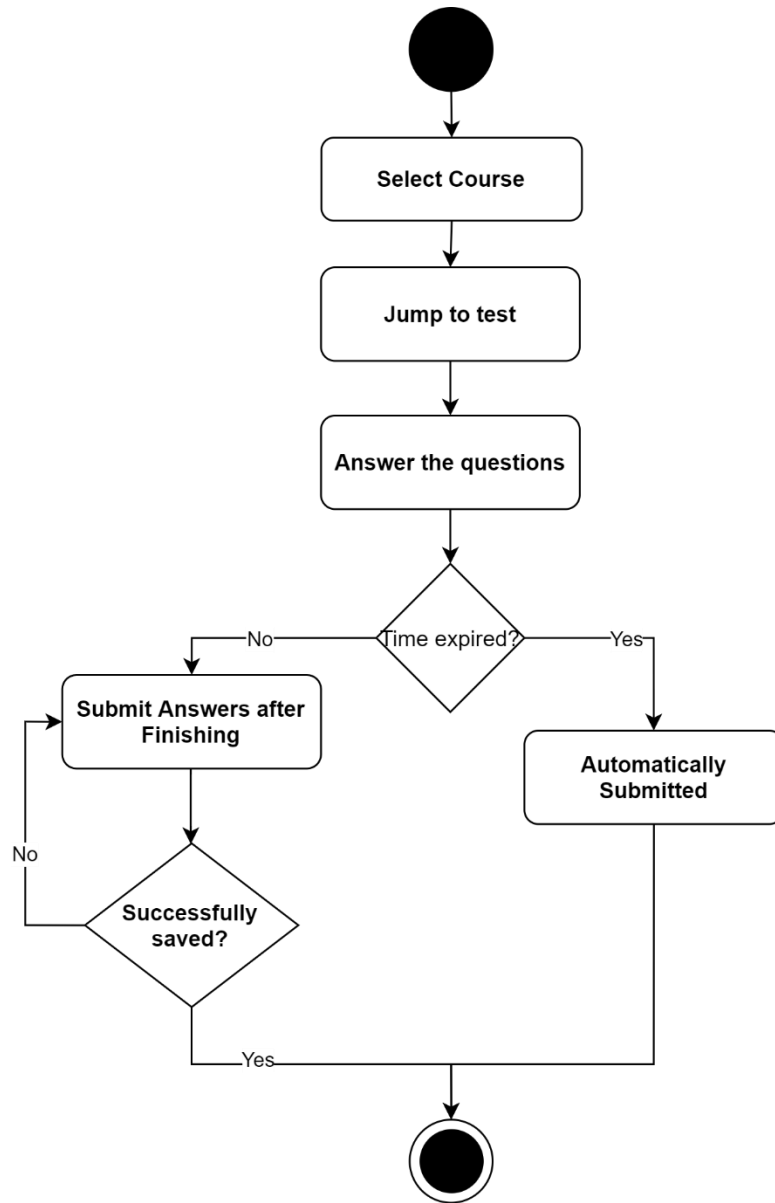 Select Course
Jump to test
Answer the questions
Time expired?
No
Yes
Submit Answers after
Finishing
Automatically
Submitted
No
Successfully
saved?
Yes